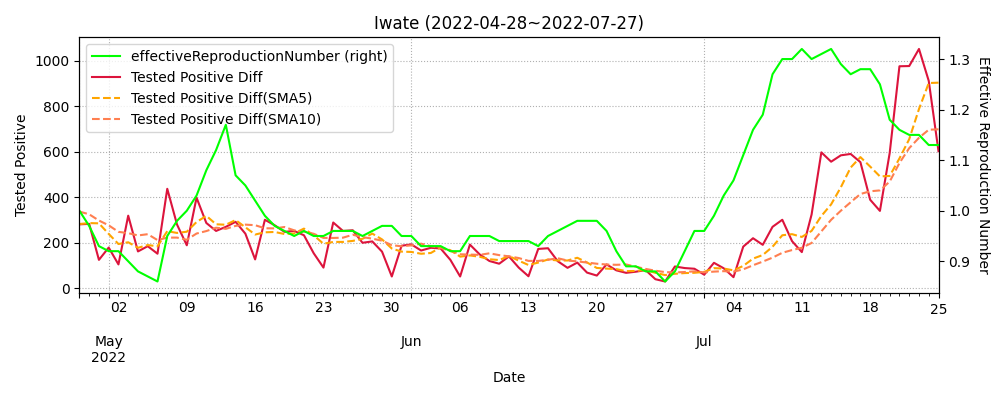 Iwate (2022-04-28~2022-07-27)
effectiveReproductionNumber (right)
Tested Positive Diff
Tested Positive Diff(SMA5)
Tested Positive Diff(SMA10)
Tested Positive
1000
800
600
400
200
0
Effective Reproduction Number
1.3
1.2
1.1
1.0
0.9
02 09 16 23 30 06 13 20 27 04 11 18 25
May Jun Jul
2022
Date